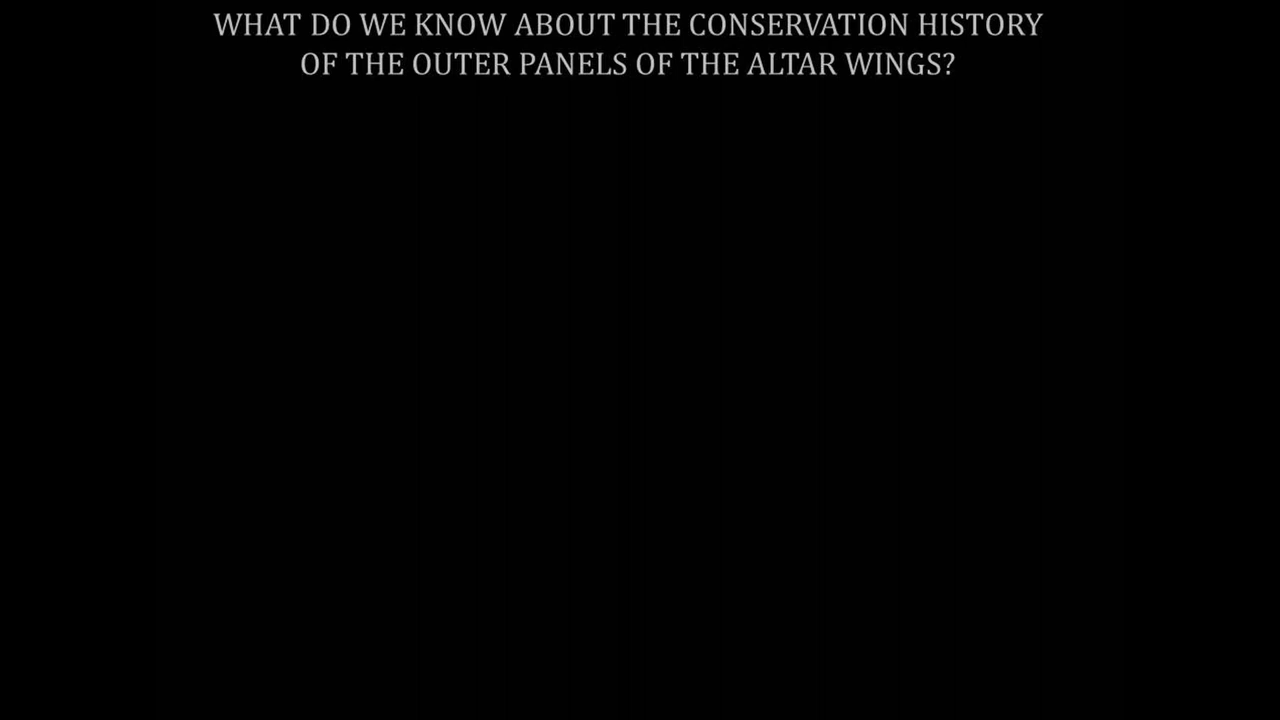 WHAT DO WE KNOW ABOUT THE CONSERVATION HISTORY
OF THE OUTER PANELS OF THE ALTAR WINGS?